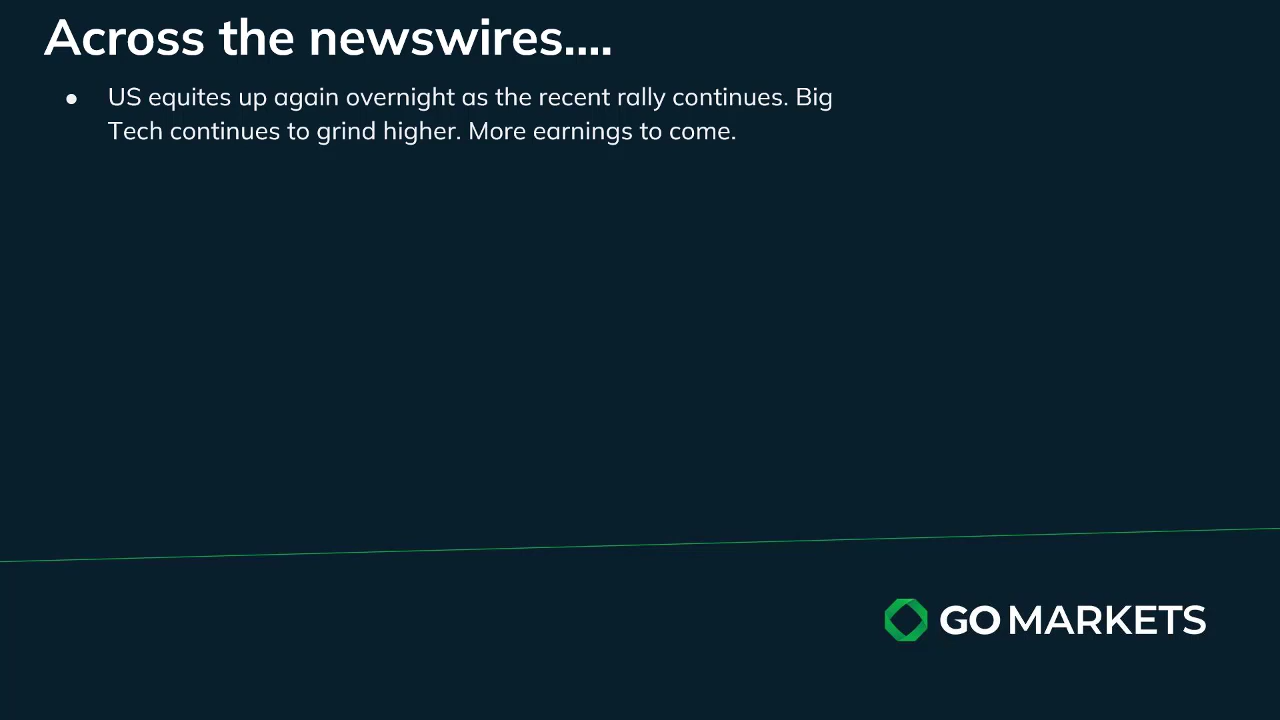 Across the newswires....
● US equites up again overnight as the recent rally continues. Big
Tech continues to grind higher. More earnings to come.
GO MARKETS